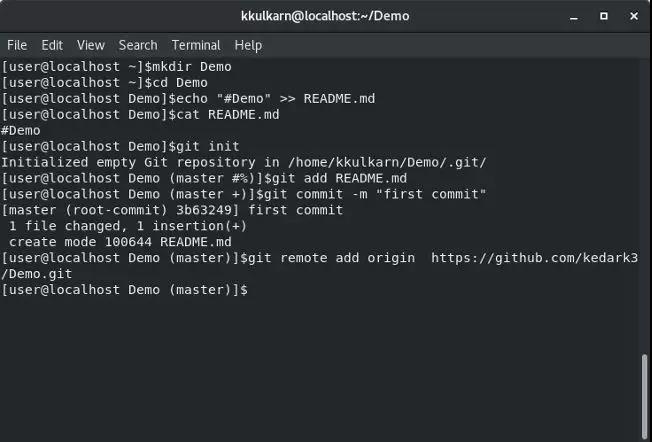 kkulkarn@localhost:~/Demo
File Edit View Search Terminal Help
[user@localhost ~]$mkdir Demo
[user@localhost ~]$cd Demo
[user@localhost Demo]$echo "#Demo" >> README.md
[user@localhost Demo]$cat README.md
#Demo
[user@localhost Demo]$git init
Initialized empty Git repository in /home/kkulkarn/Demo/.git/
[user@localhost Demo (master #%)]$git add README.md
[user@localhost Demo (master +)]$git commit -m "first commit"
[master (root-commit) 3b63249] first commit
 1 file changed, 1 insertion(+)
 create mode 100644 README.md
[user@localhost Demo (master)]$git remote add origin  https://github.com/kedark3
/Demo.git
[user@localhost Demo (master)]$